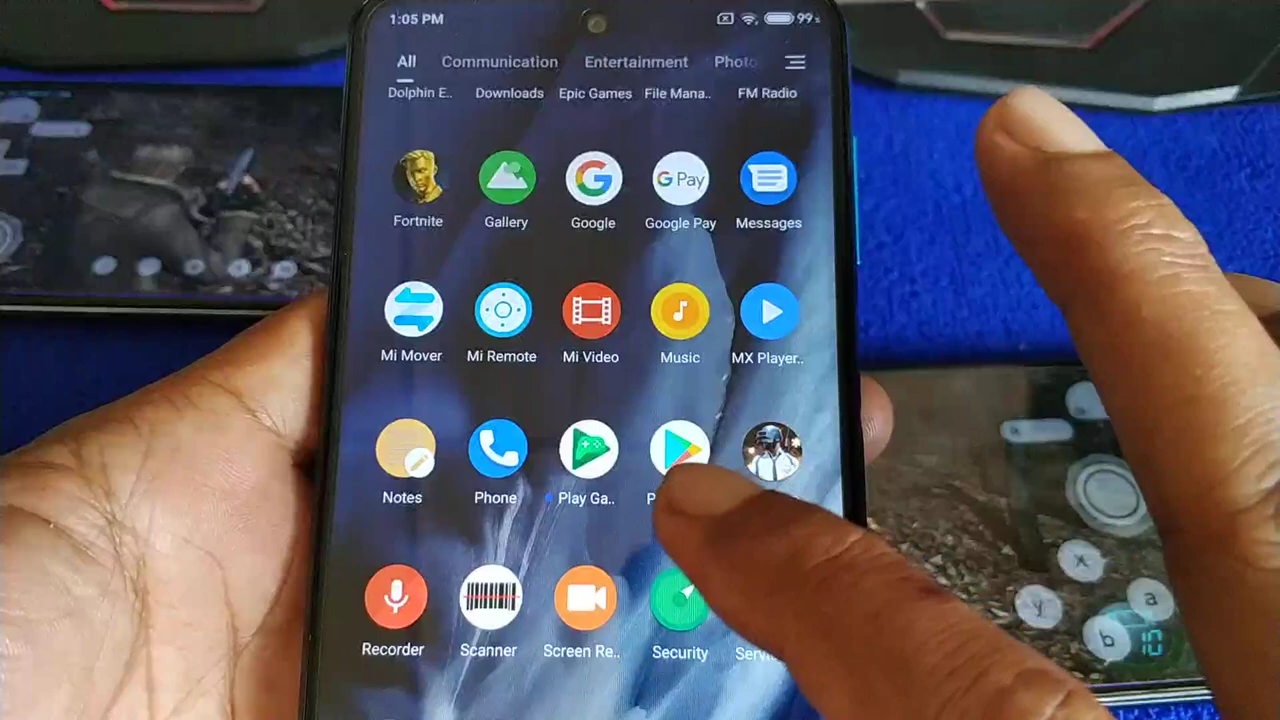 1:05 PM 99%
All Communication Entertainment Photo
Dolphin E.. Downloads Epic Games File Mana.. FM Radio
G Pay
Fortnite Gallery Google Google Pay Messages
Mi Mover Mi Remote Mi Video Music MX Player..
Notes Phone Play Ga.. P
Recorder Scanner Screen Re.. Security Serv
x
y a
b